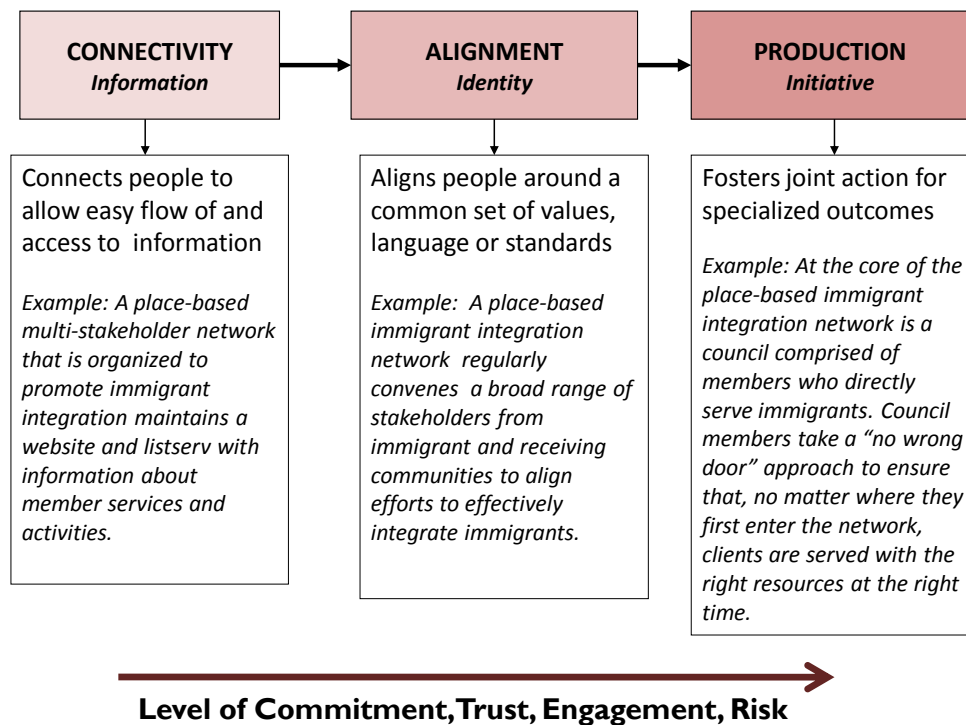 CONNECTIVITY
Information
ALIGNMENT
Identity
PRODUCTION
Initiative
Connects people to
allow easy flow of and
access to  information
Example: A place-based
multi-stakeholder network
that is organized to
promote immigrant
integration maintains a
website and listserv with
information about
member services and
activities.
Aligns people around a
common set of values,
language or standards
Example:  A place-based
immigrant integration
network  regularly
convenes  a broad range of
stakeholders from
immigrant and receiving
communities to align
efforts to effectively
integrate immigrants.
Fosters joint action for
specialized outcomes
Example: At the core of the
place-based immigrant
integration network is a
council comprised of
members who directly
serve immigrants. Council
members take a “no wrong
door” approach to ensure
that, no matter where they
first enter the network,
clients are served with the
right resources at the right
time.
Level of Commitment, Trust, Engagement, Risk